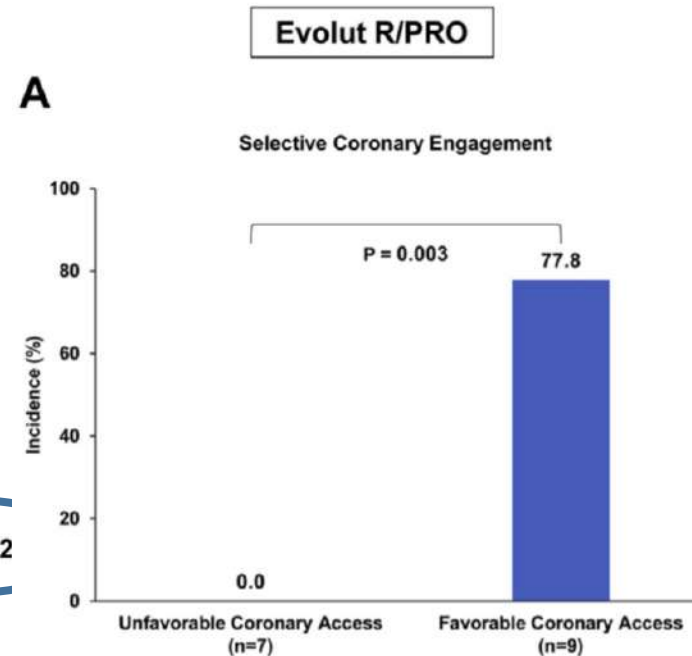 Evolut R/PRO
A
Selective Coronary Engagement
100
P = 0.003
77.8
80
60
Incidence (%)
40
20
2
0.0
0
Unfavorable Coronary Access
(n=7)
Favorable Coronary Access
(n=9)